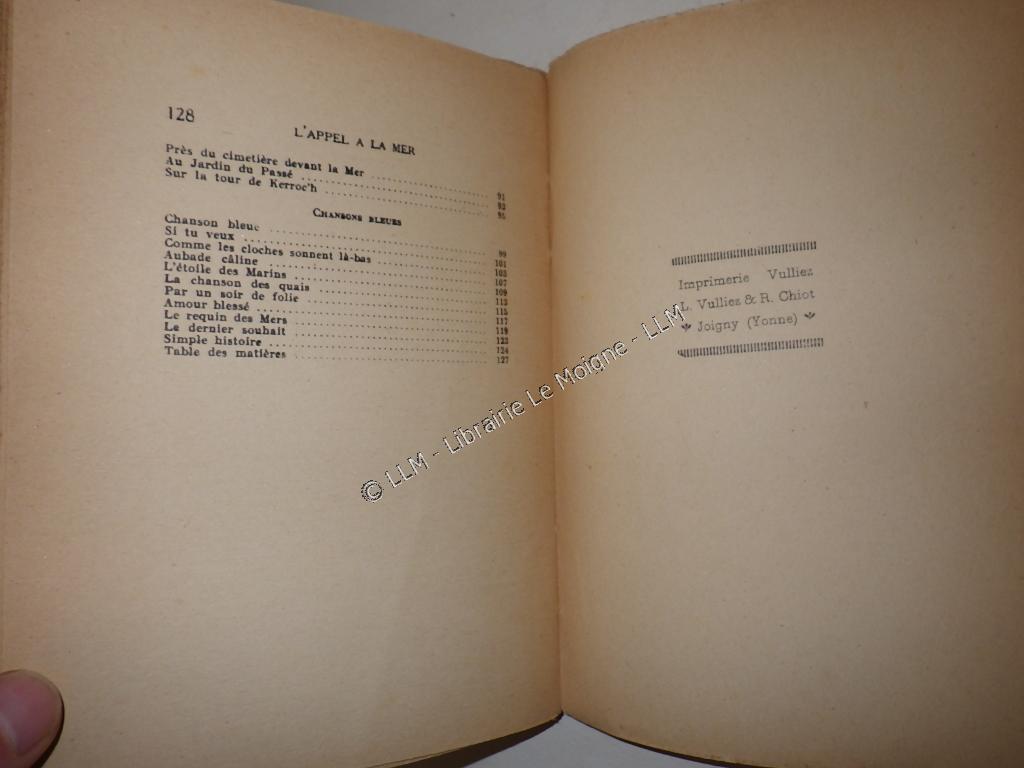 128
L'APPEL A LA MER
Près du cimetière devant la Mer 91
Au Jardin du Passé 93
Sur la tour de Kerroc'h 95
CHANSONS BLEUES
Chanson bleue 99
Si tu veux 101
Comme les cloches sonnent là-bas 103
Aubade câline 107
L'étoile des Marins 109
La chanson des quais 113
Par un soir de folie 115
Amour blessé 117
Le requin des Mers 119
Le dernier souhait 123
Simple histoire 124
Table des matières 127
Imprimerie Vulliez
L. Vulliez & R. Chiot
Joigny (Yonne)
© LLM - Librairie Le Moigne - LLM